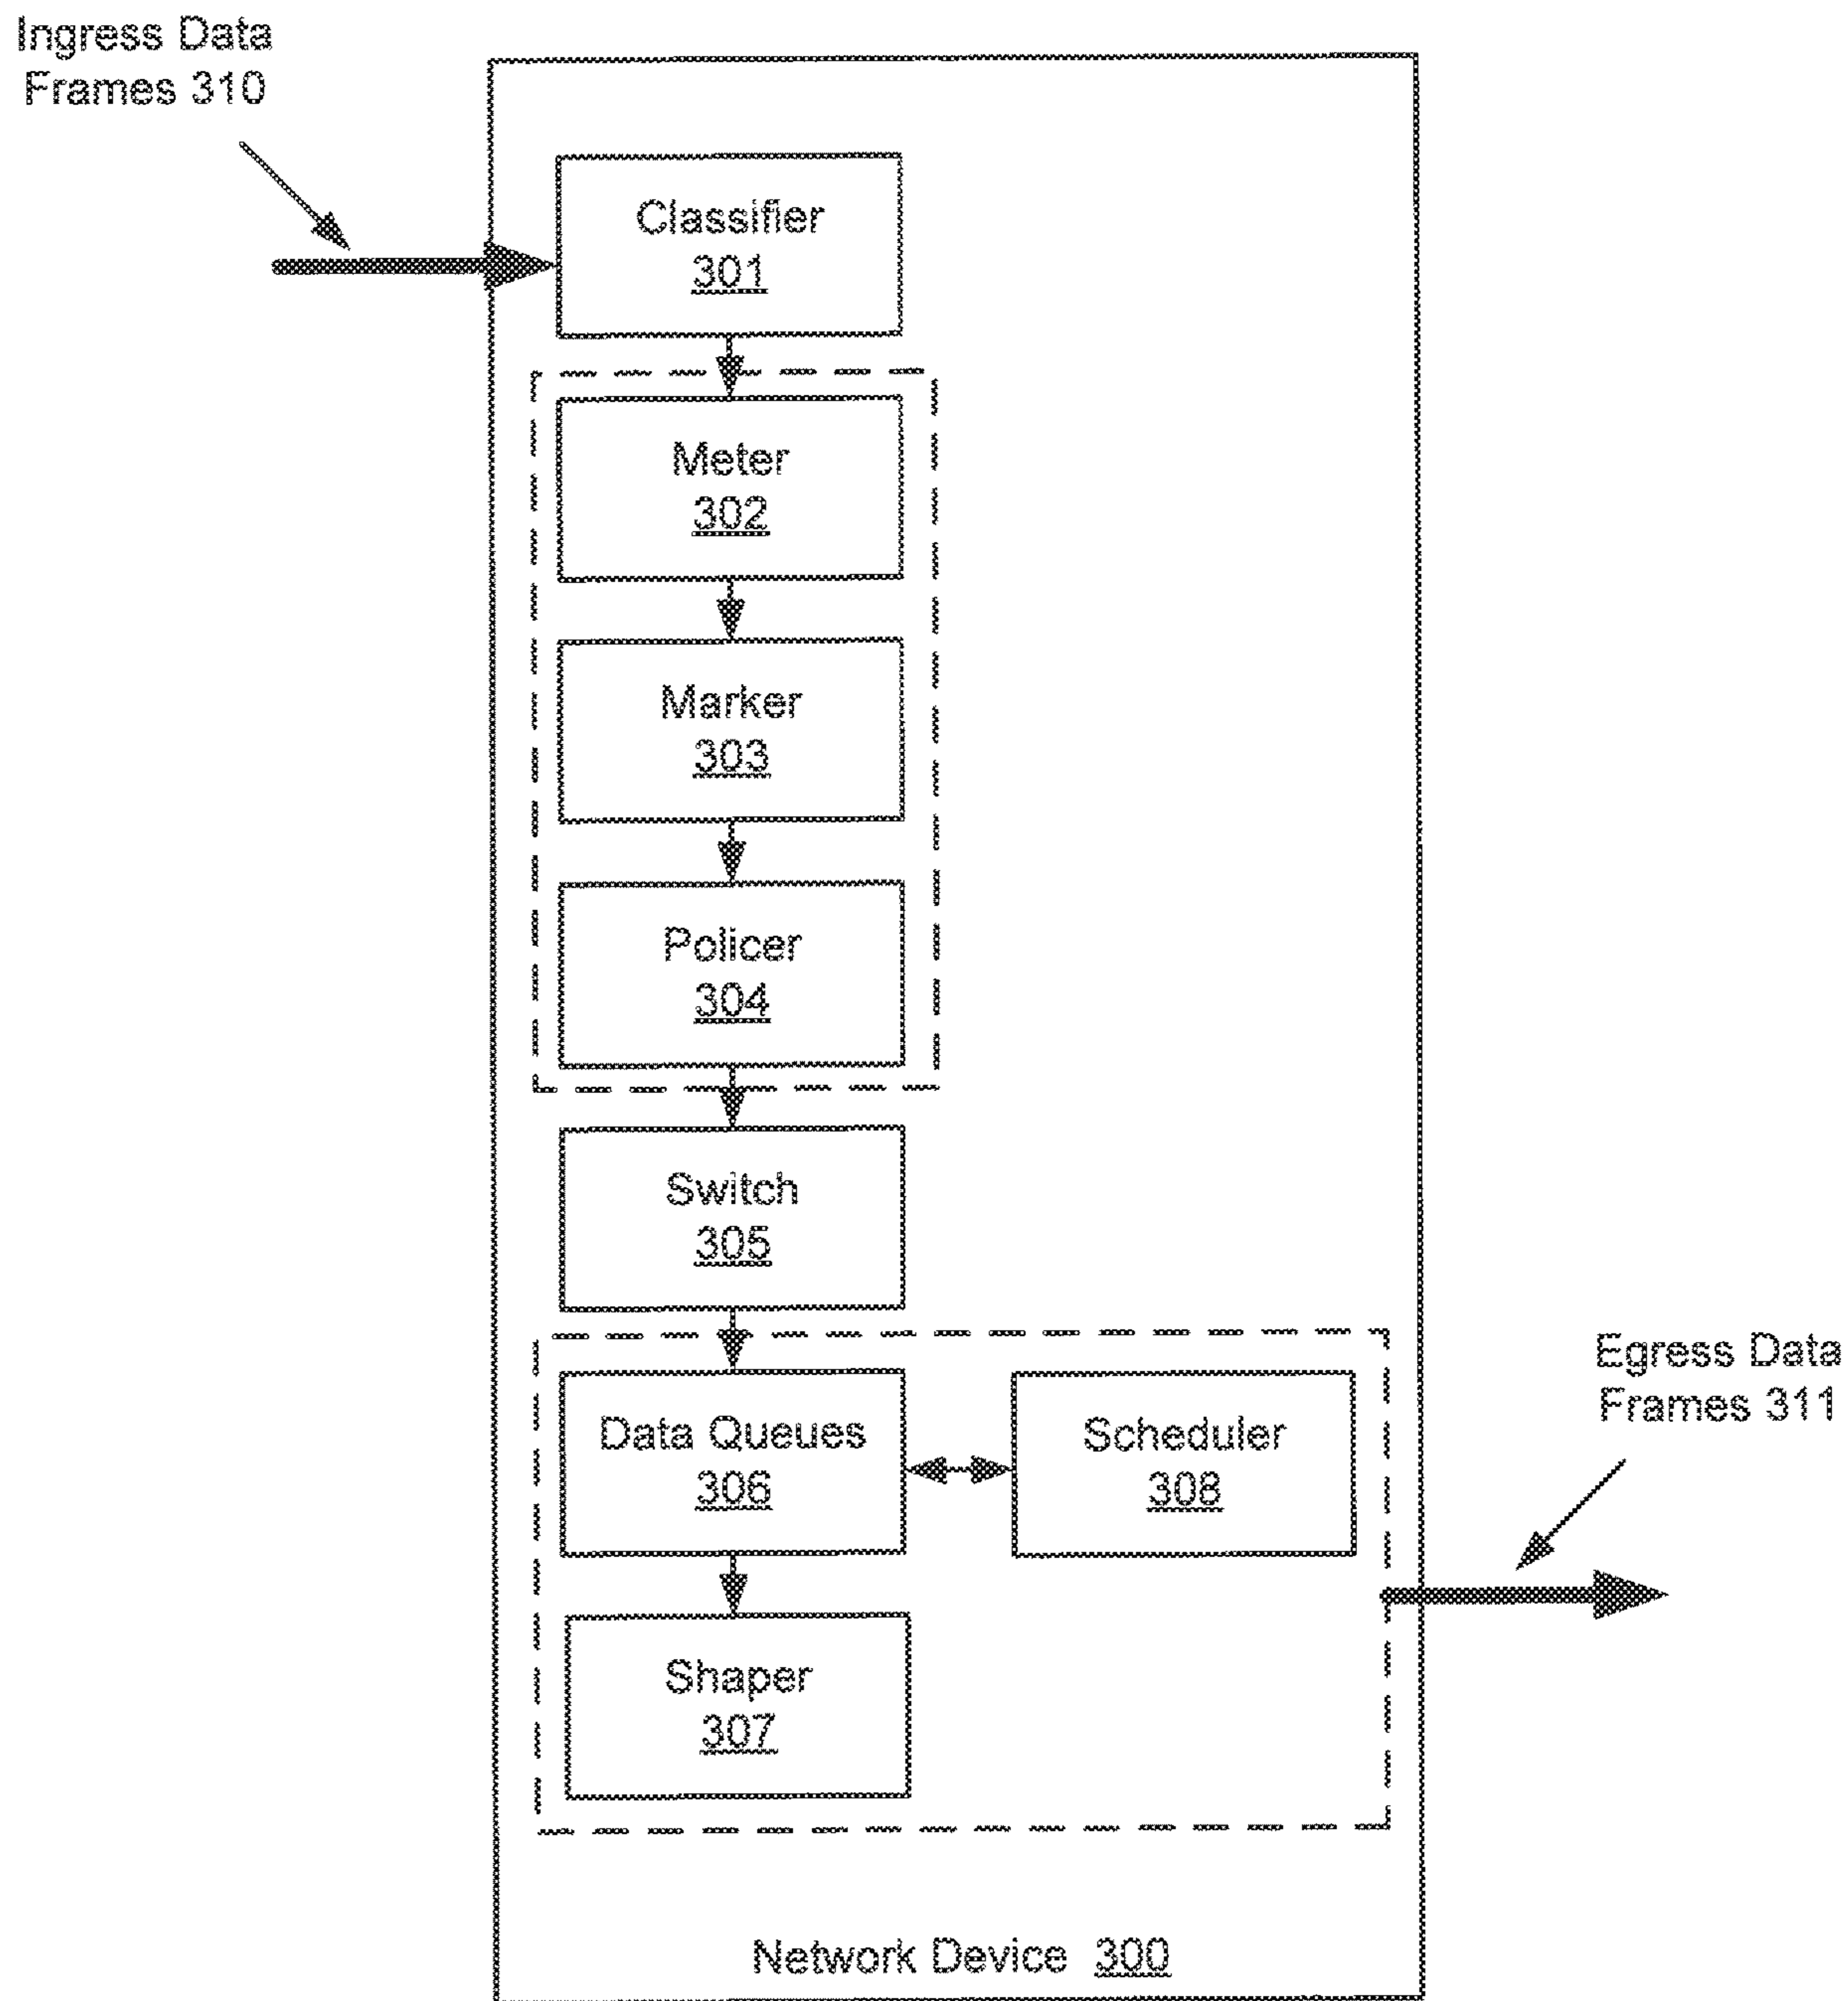 Ingress Data
Frames 310
Classifier
301
Meter
302
Marker
303
Policer
304
Switch
305
Data Queues
306
Scheduler
308
Egress Data
Frames 311
Shaper
307
Network Device 300